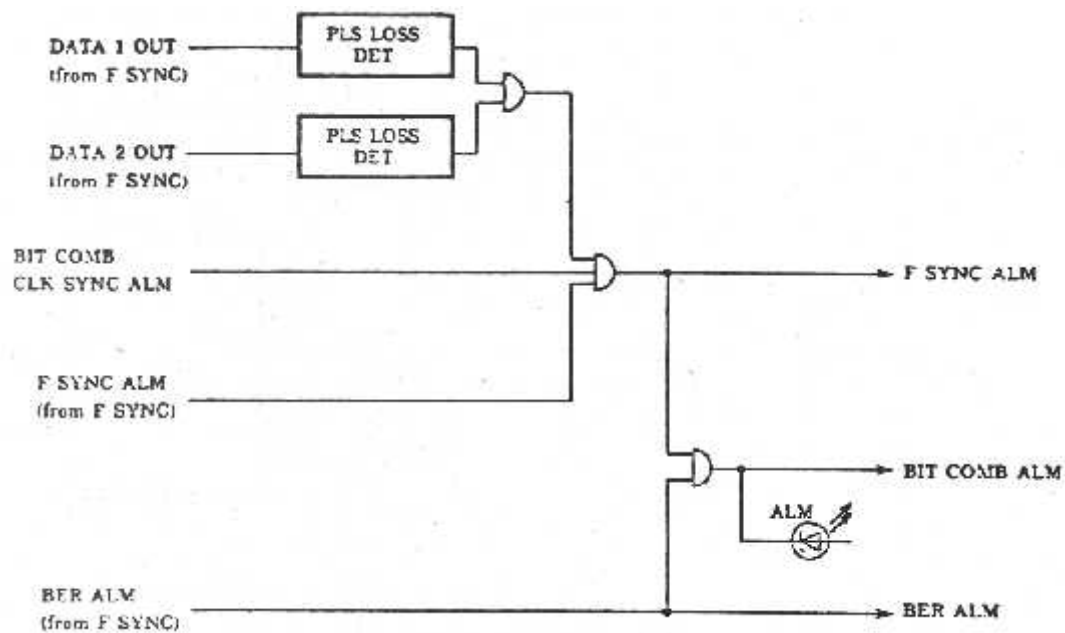 DATA 1 OUT
(from F SYNC)
PLS LOSS
DET
DATA 2 OUT
(from F SYNC)
PLS LOSS
DET
BIT COMB
CLK SYNC ALM
F SYNC ALM
F SYNC ALM
(from F SYNC)
BIT COMB ALM
ALM
BER ALM
(from F SYNC)
BER ALM